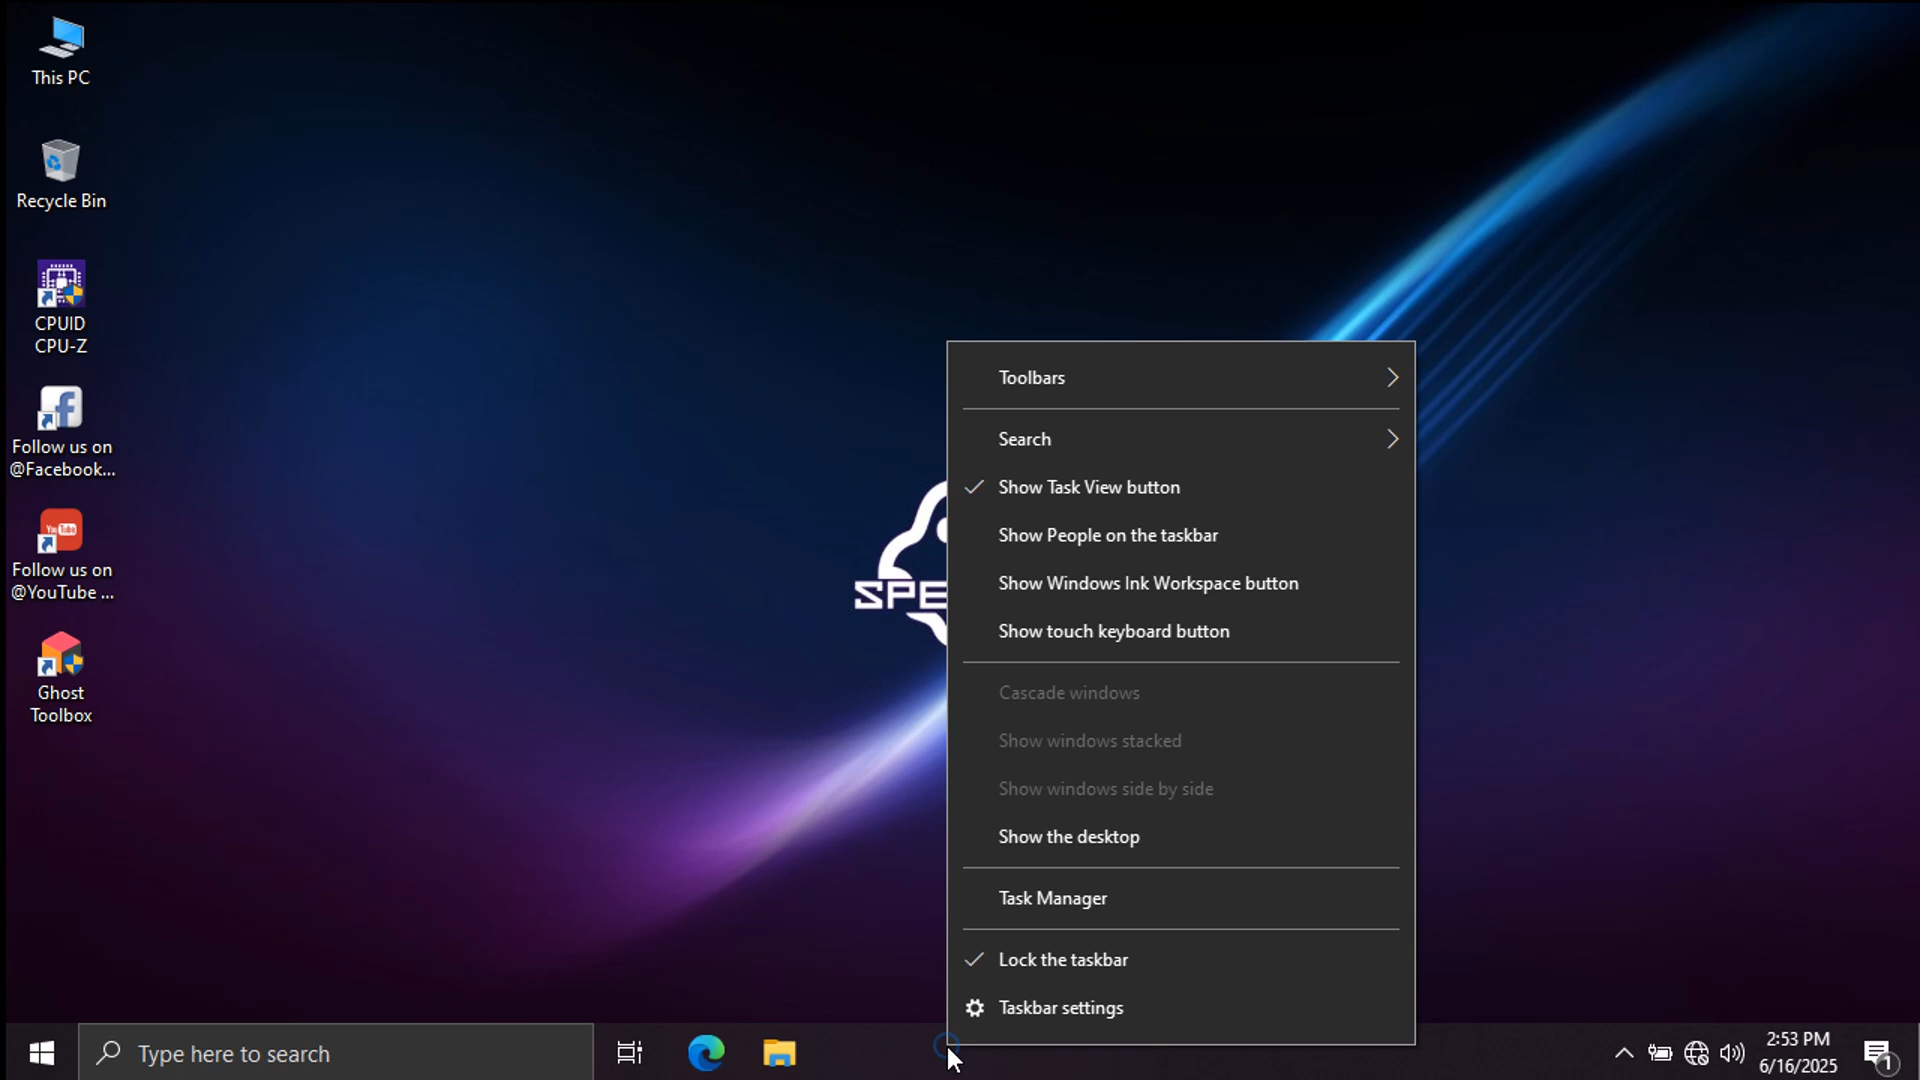 This PC
Recycle Bin
CPUID
CPU-Z
Follow us on
@Facebook...
Follow us on
@YouTube ...
Ghost
Toolbox
SPE
Toolbars
Search
Show Task View button
Show People on the taskbar
Show Windows Ink Workspace button
Show touch keyboard button
Cascade windows
Show windows stacked
Show windows side by side
Show the desktop
Task Manager
Lock the taskbar
Taskbar settings
Type here to search
2:53 PM
6/16/2025
1